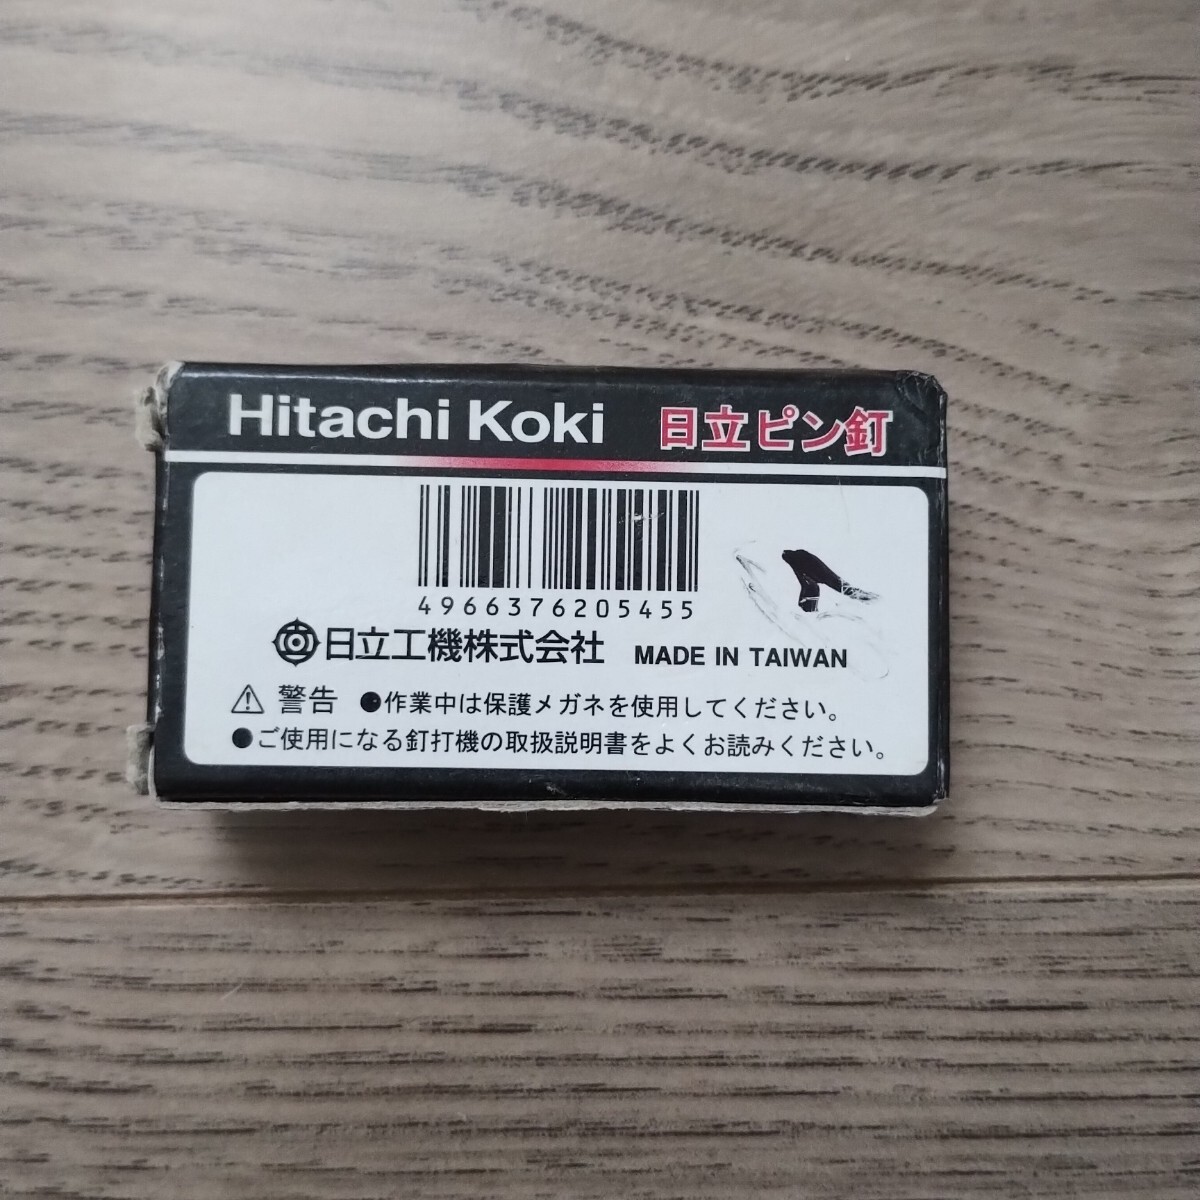 Hitachi Koki 日立ピン釘
4966376205455
日立工機株式会社 MADE IN TAIWAN
警告 ●作業中は保護メガネを使用してください。
●ご使用になる釘打機の取扱説明書をよくお読みください。